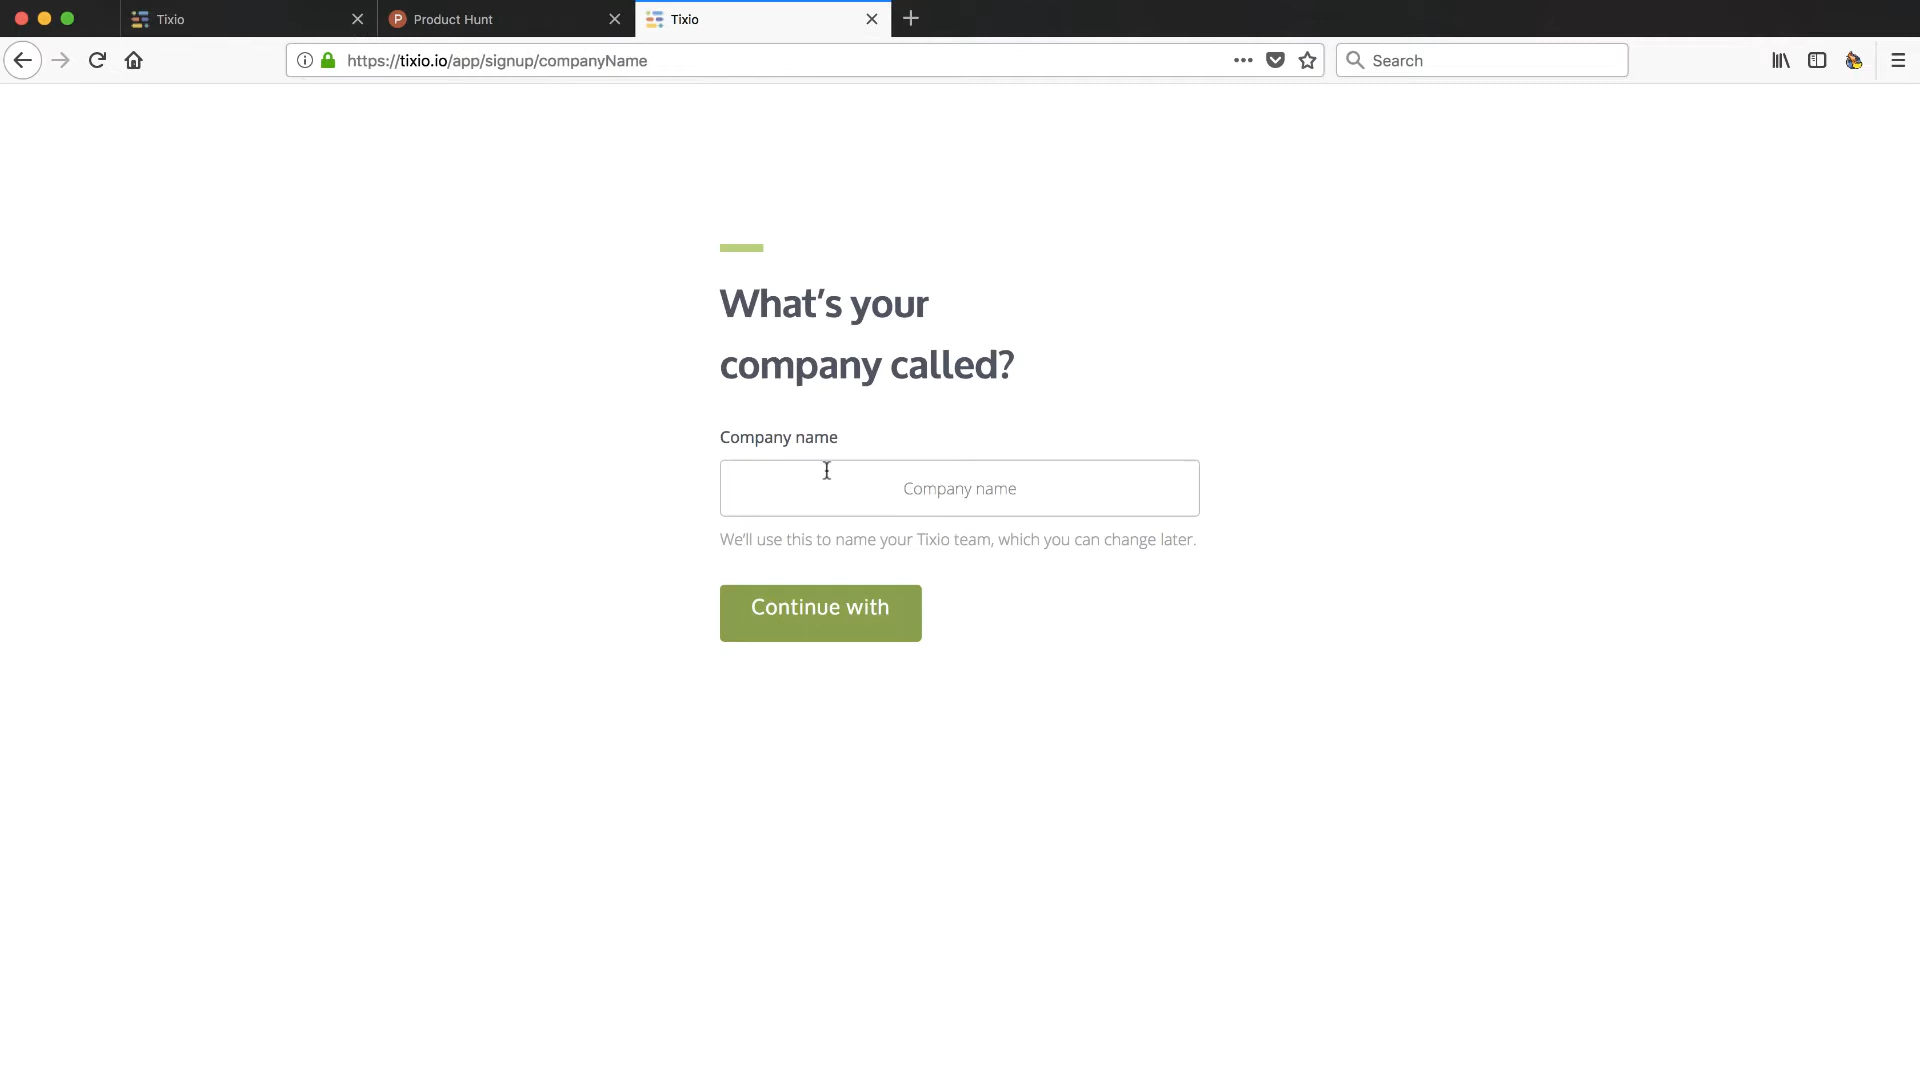 Tixio
Product Hunt
Tixio
https://tixio.io/app/signup/companyName
Search
What’s your
company called?
Company name
Company name
We’ll use this to name your Tixio team, which you can change later.
Continue with